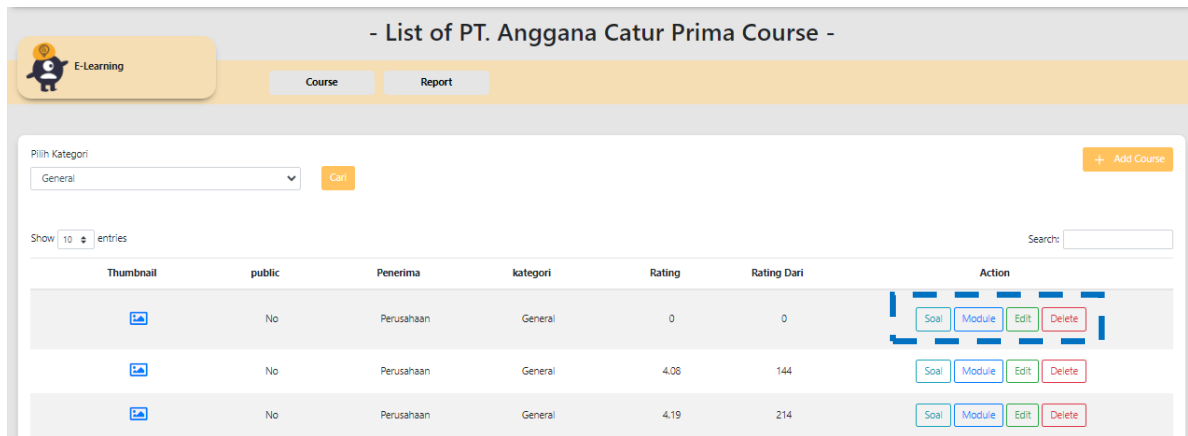 - List of PT. Anggana Catur Prima Course -
E-Learning
Course Report
Pilih Kategori
General Cari + Add Course
Show 10 entries Search:
Thumbnail public Penerima kategori Rating Rating Dari Action
No Perusahaan General 0 0 Soal Module Edit Delete
No Perusahaan General 4.08 144 Soal Module Edit Delete
No Perusahaan General 4.19 214 Soal Module Edit Delete